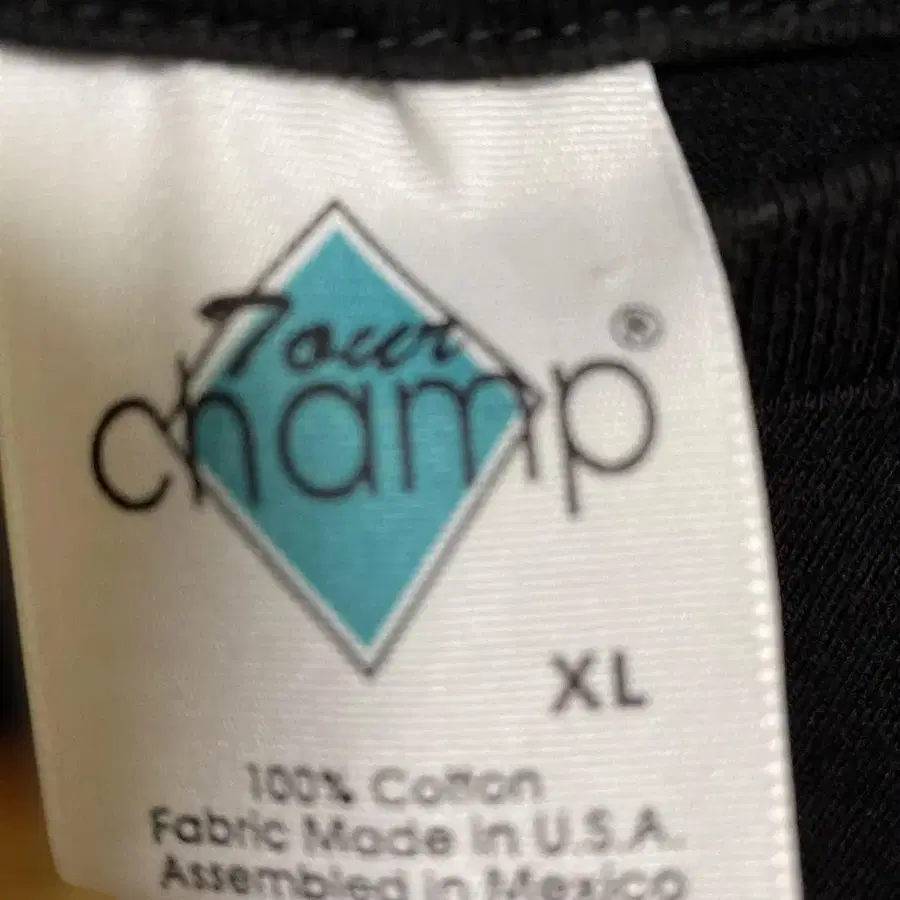 Tour
champ®
XL
100% Cotton
Fabric Made in U.S.A.
Assembled in Mexico